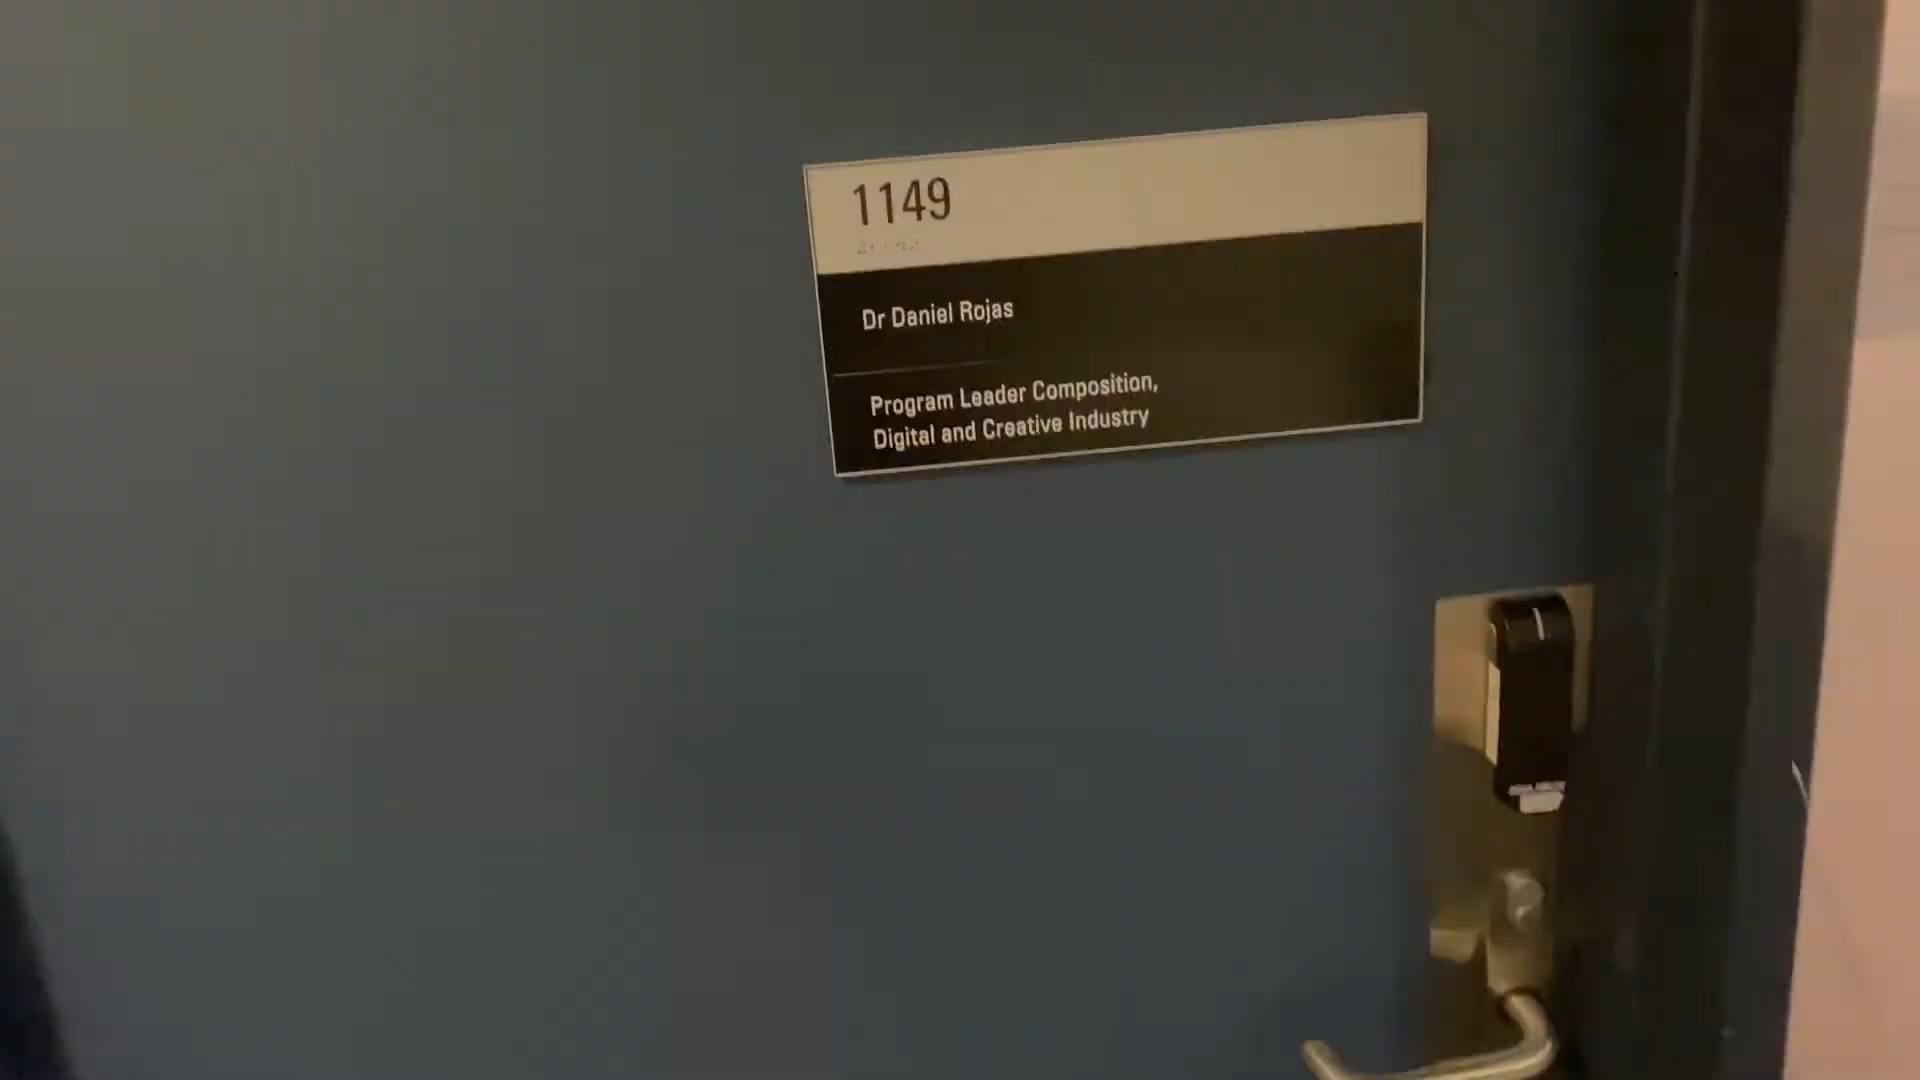 1149
Dr Daniel Rojas
Program Leader Composition,
Digital and Creative Industry